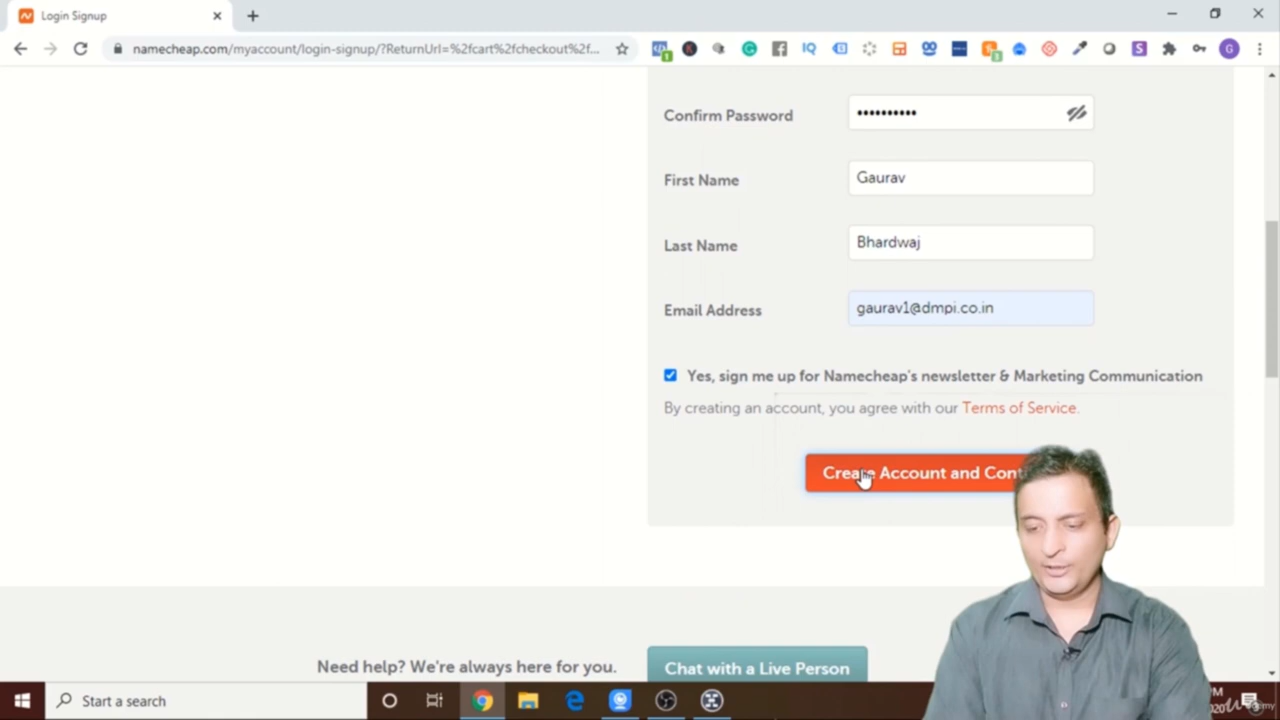 Login Signup
namecheap.com/myaccount/login-signup/?ReturnUrl=%2fcart%2fcheckout%2f...
Confirm Password ••••••••••
First Name Gaurav
Last Name Bhardwaj
Email Address gaurav1@dmpi.co.in
Yes, sign me up for Namecheap's newsletter & Marketing Communication
By creating an account, you agree with our Terms of Service.
Create Account and Cont
Need help? We're always here for you. Chat with a Live Person
Start a search